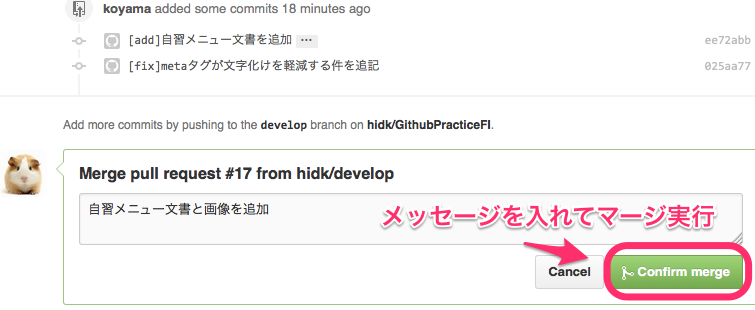 koyama added some commits 18 minutes ago
[add]自習メニュー文書を追加 …
ee72abb
[fix]metaタグが文字化けを軽減する件を追記
025aa77
Add more commits by pushing to the develop branch on hidk/GithubPracticeFI.
Merge pull request #17 from hidk/develop
自習メニュー文書と画像を追加
メッセージを入れてマージ実行
Cancel
Confirm merge